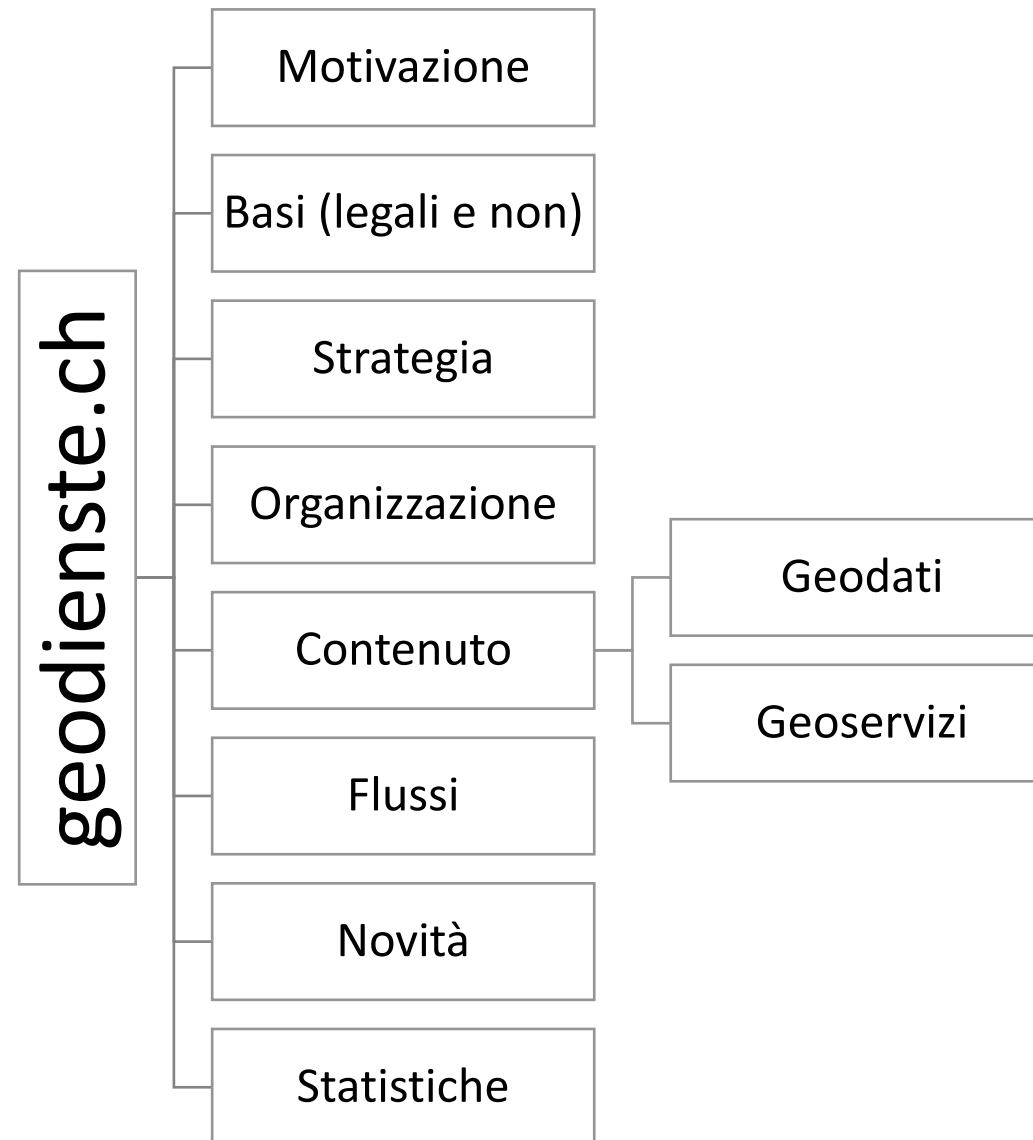 geodienste.ch
Motivazione
Basi (legali e non)
Strategia
Organizzazione
Contenuto
Geodati
Geoservizi
Flussi
Novità
Statistiche